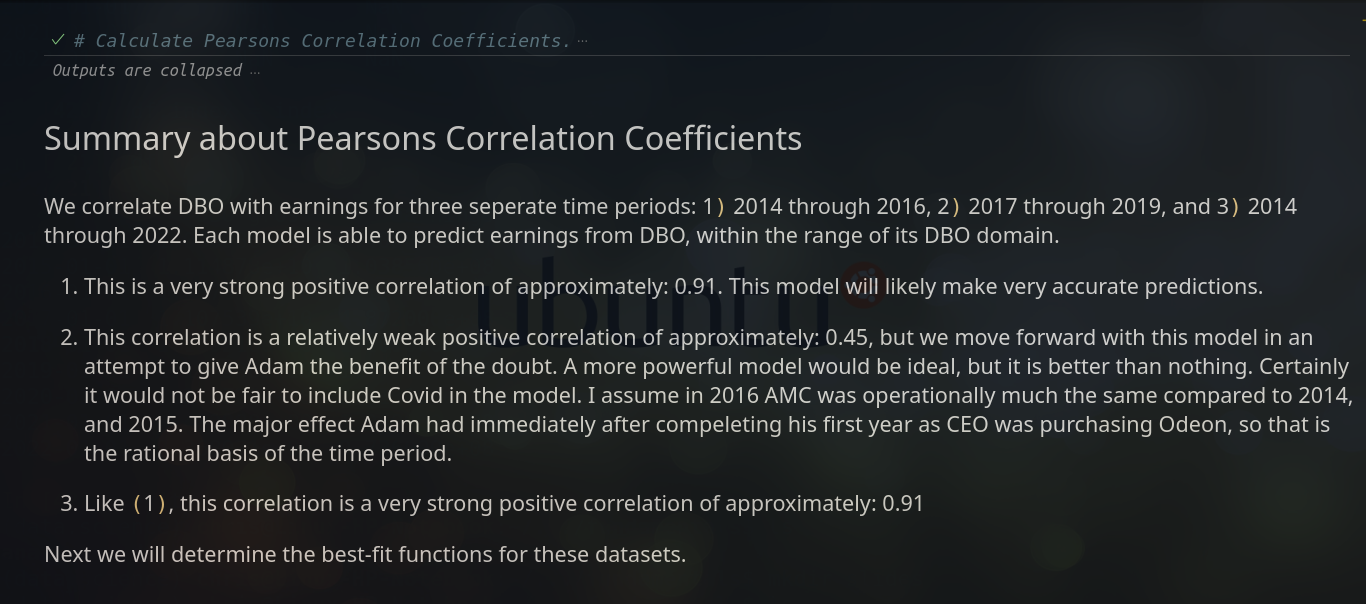 ✓ # Calculate Pearsons Correlation Coefficients. ...
Outputs are collapsed ...
Summary about Pearsons Correlation Coefficients
We correlate DBO with earnings for three seperate time periods: 1) 2014 through 2016, 2) 2017 through 2019, and 3) 2014
through 2022. Each model is able to predict earnings from DBO, within the range of its DBO domain.
1. This is a very strong positive correlation of approximately: 0.91. This model will likely make very accurate predictions.
2. This correlation is a relatively weak positive correlation of approximately: 0.45, but we move forward with this model in an
attempt to give Adam the benefit of the doubt. A more powerful model would be ideal, but it is better than nothing. Certainly
it would not be fair to include Covid in the model. I assume in 2016 AMC was operationally much the same compared to 2014,
and 2015. The major effect Adam had immediately after compeleting his first year as CEO was purchasing Odeon, so that is
the rational basis of the time period.
3. Like (1), this correlation is a very strong positive correlation of approximately: 0.91
Next we will determine the best-fit functions for these datasets.
ubuntu